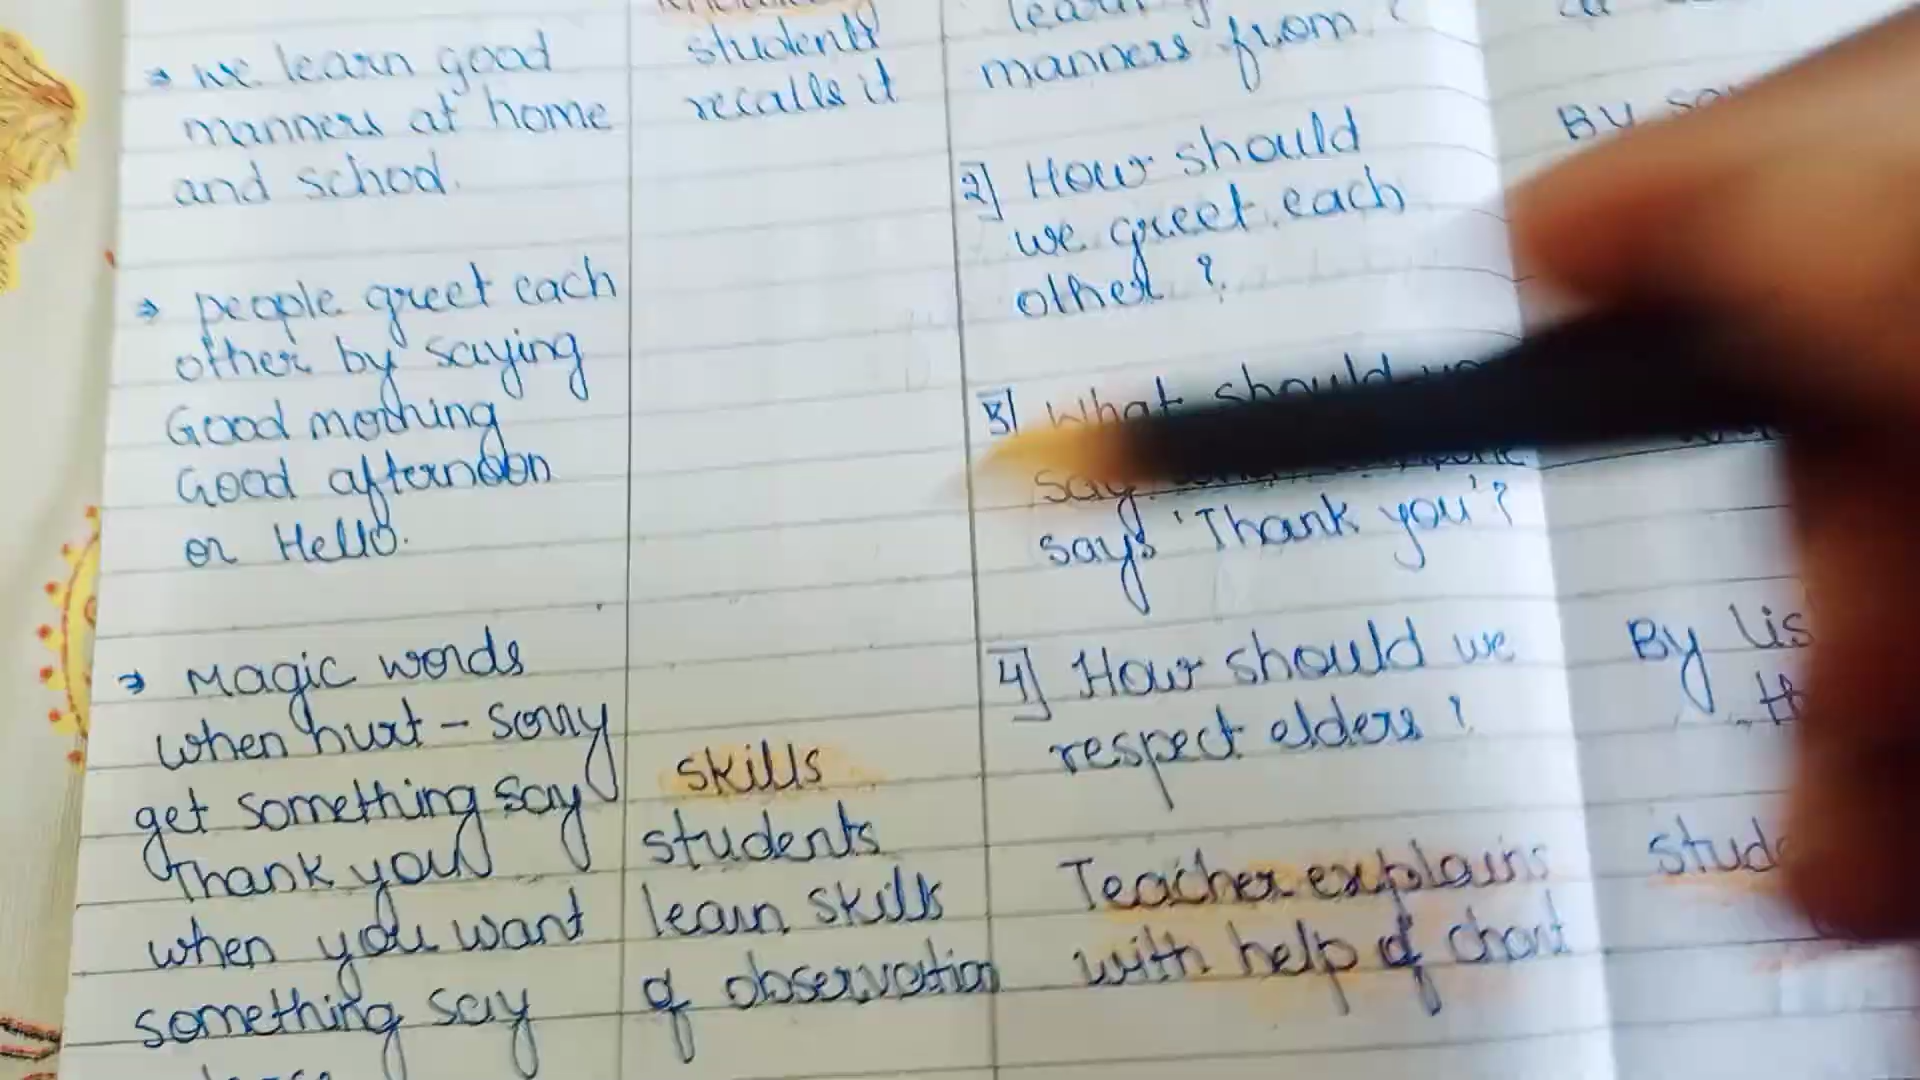 → we learn good
manners at home
and school.
→ people greet each
other by saying
Good morning
Good afternoon
or Hello.
→ Magic words
when hurt - sorry
get something say
Thank you
when you want
something say
students
recalls it
skills
students
learn skills
of observation
manners from?
2] How should
we greet each
other ?
3] What should
say
says 'Thank you'?
4] How should we
respect elders ?
Teacher explains
with help of chart
By
By